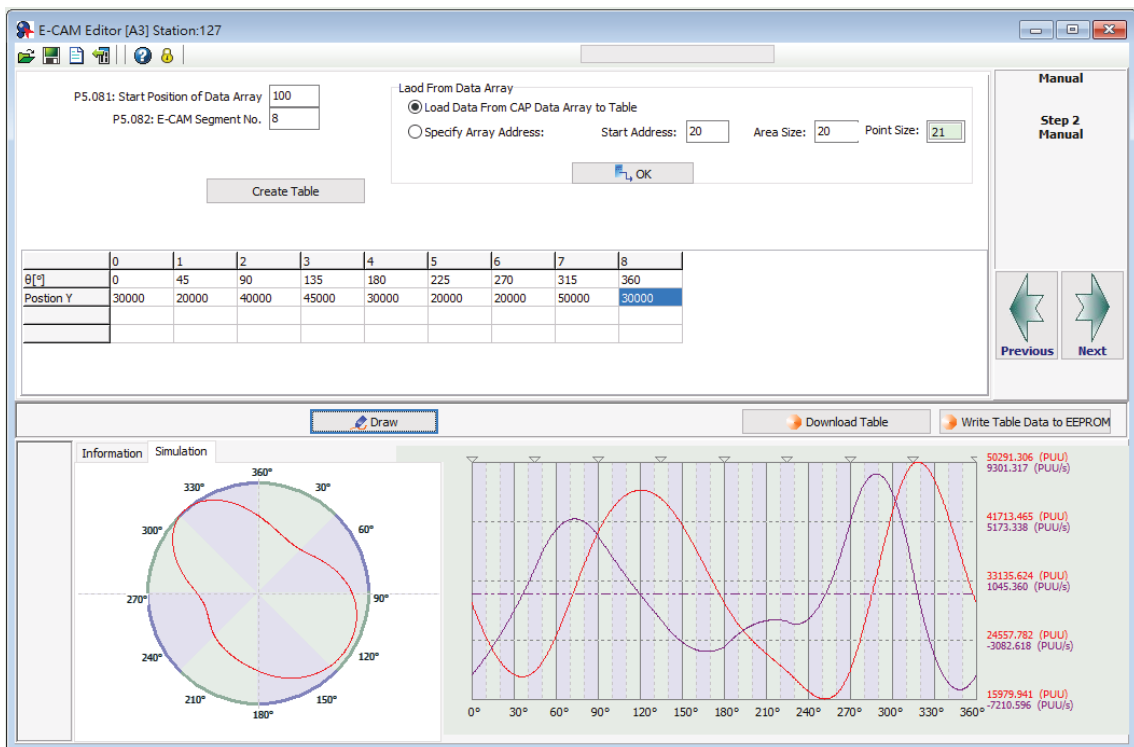 E-CAM Editor [A3] Station:127
P5.081: Start Position of Data Array 100
P5.082: E-CAM Segment No. 8
Create Table
Laod From Data Array
Load Data From CAP Data Array to Table
Specify Array Address: Start Address: 20 Area Size: 20 Point Size: 21
OK
Manual
Step 2
Manual
Previous Next
0 1 2 3 4 5 6 7 8
θ[º] 0 45 90 135 180 225 270 315 360
Postion Y 30000 20000 40000 45000 30000 20000 20000 50000 30000
Draw Download Table Write Table Data to EEPROM
Information Simulation
360°
330° 30°
300° 60°
270° 90°
240° 120°
210° 150°
180°
50291.306 (PUU)
9301.317 (PUU/s)
41713.465 (PUU)
5173.338 (PUU/s)
33135.624 (PUU)
1045.360 (PUU/s)
24557.782 (PUU)
-3082.618 (PUU/s)
15979.941 (PUU)
-7210.596 (PUU/s)
0° 30° 60° 90° 120° 150° 180° 210° 240° 270° 300° 330° 360°